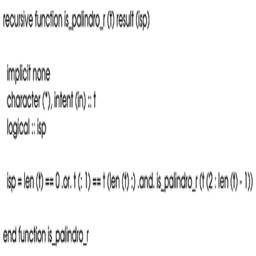 recursive function is_palindro_r (t) result (isp)
implicit none
character (*), intent (in) :: t
logical :: isp
isp = len (t) == 0 .or. t (: 1) == t (len (t) :) .and. is_palindro_r (t (2 : len (t) - 1))
end function is_palindro_r